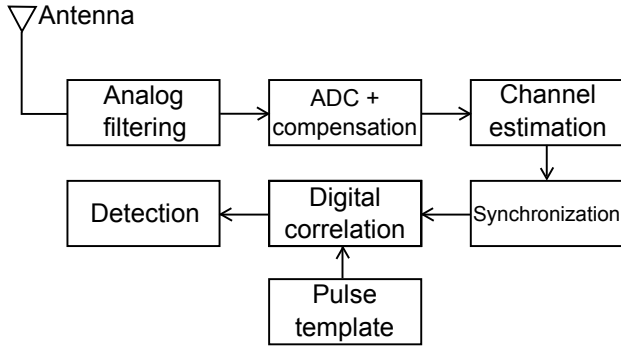 Antenna
Analog
filtering
ADC +
compensation
Channel
estimation
Detection
Digital
correlation
Synchronization
Pulse
template